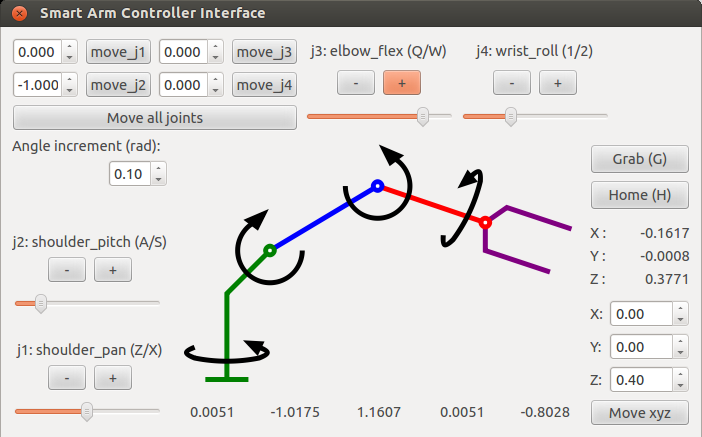 Smart Arm Controller Interface
0.000 move_j1 0.000 move_j3
-1.000 move_j2 0.000 move_j4
Move all joints
j3: elbow_flex (Q/W)
- +
j4: wrist_roll (1/2)
- +
Angle increment (rad):
0.10
j2: shoulder_pitch (A/S)
- +
j1: shoulder_pan (Z/X)
- +
Grab (G)
Home (H)
X : -0.1617
Y : -0.0008
Z : 0.3771
X: 0.00
Y: 0.00
Z: 0.40
Move xyz
0.0051 -1.0175 1.1607 0.0051 -0.8028